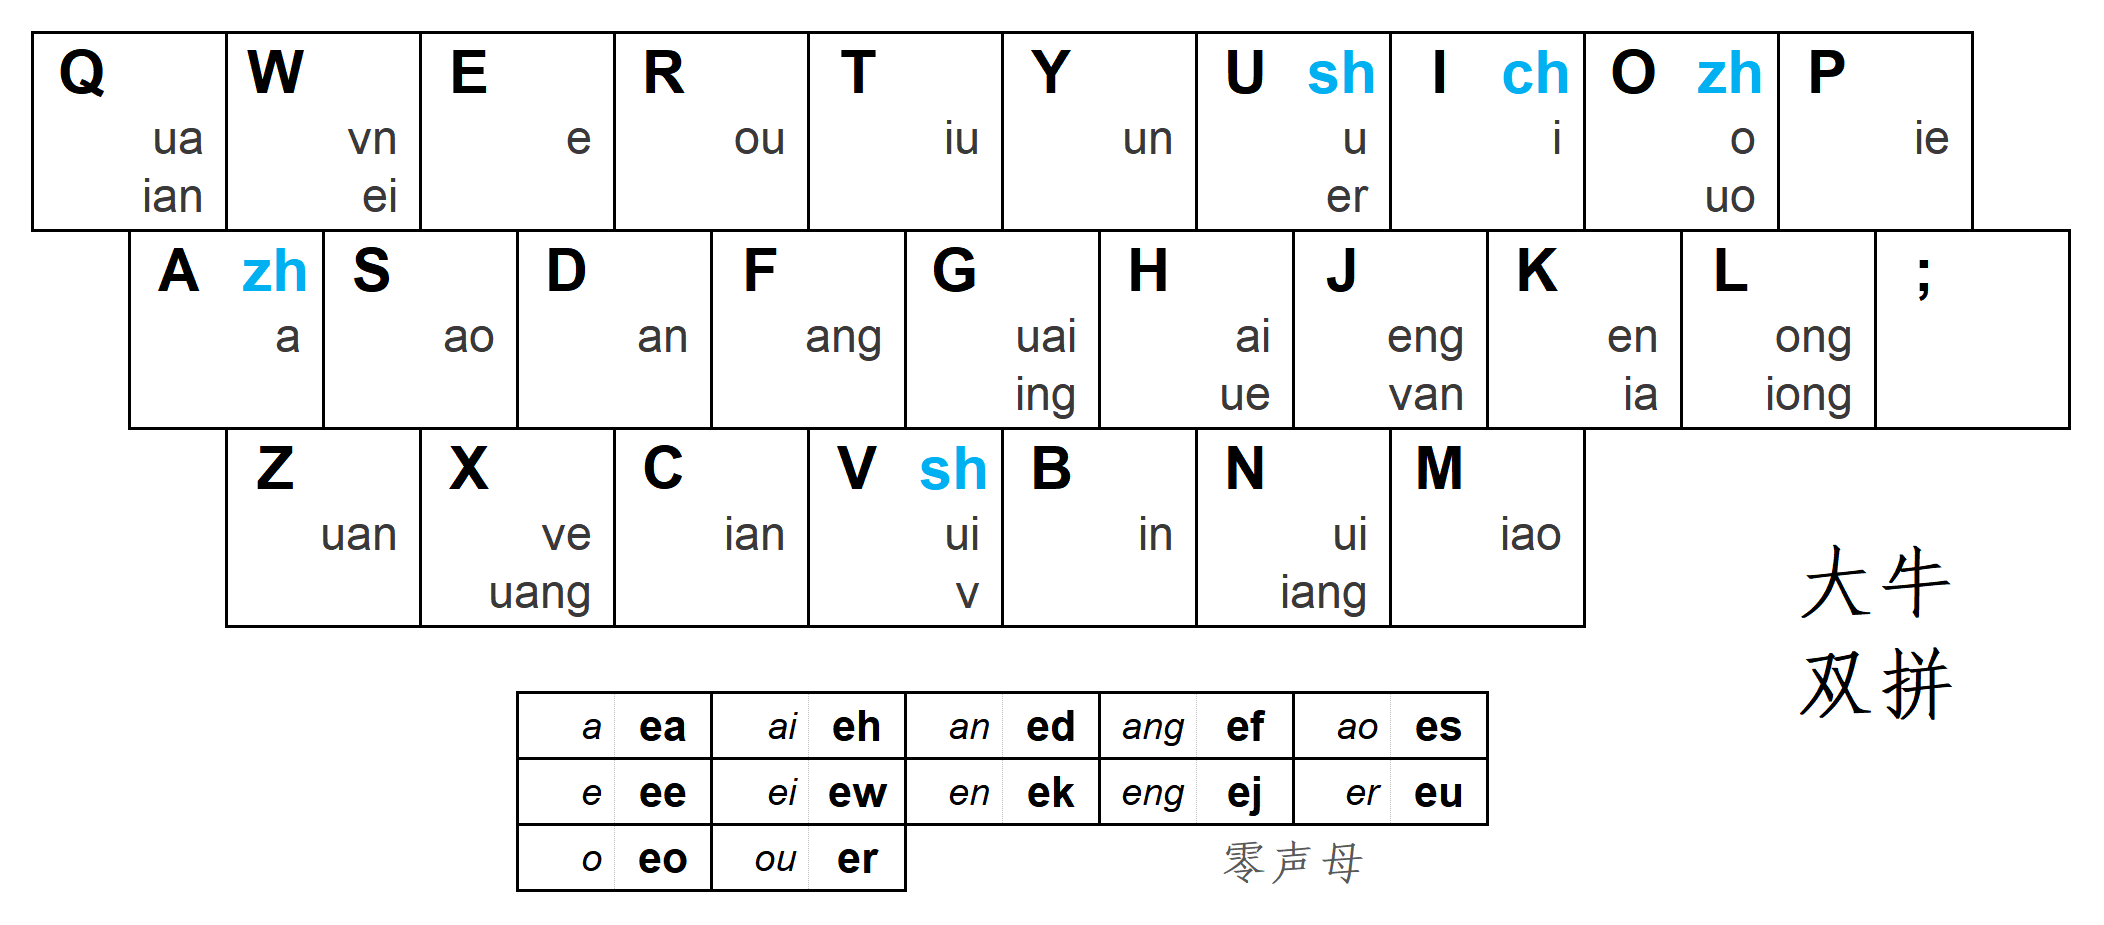 Q W E R T Y U sh I ch O zh P
ua vn e ou iu un u i o ie
ian ei er uo
A zh S D F G H J K L ;
a ao an ang uai ai eng en ong
ing ue van ia iong
Z X C V sh B N M
uan ve ian ui in ui iao
uang v iang
大牛
双拼
a ea ai eh an ed ang ef ao es
e ee ei ew en ek eng ej er eu
o eo ou er
零声母